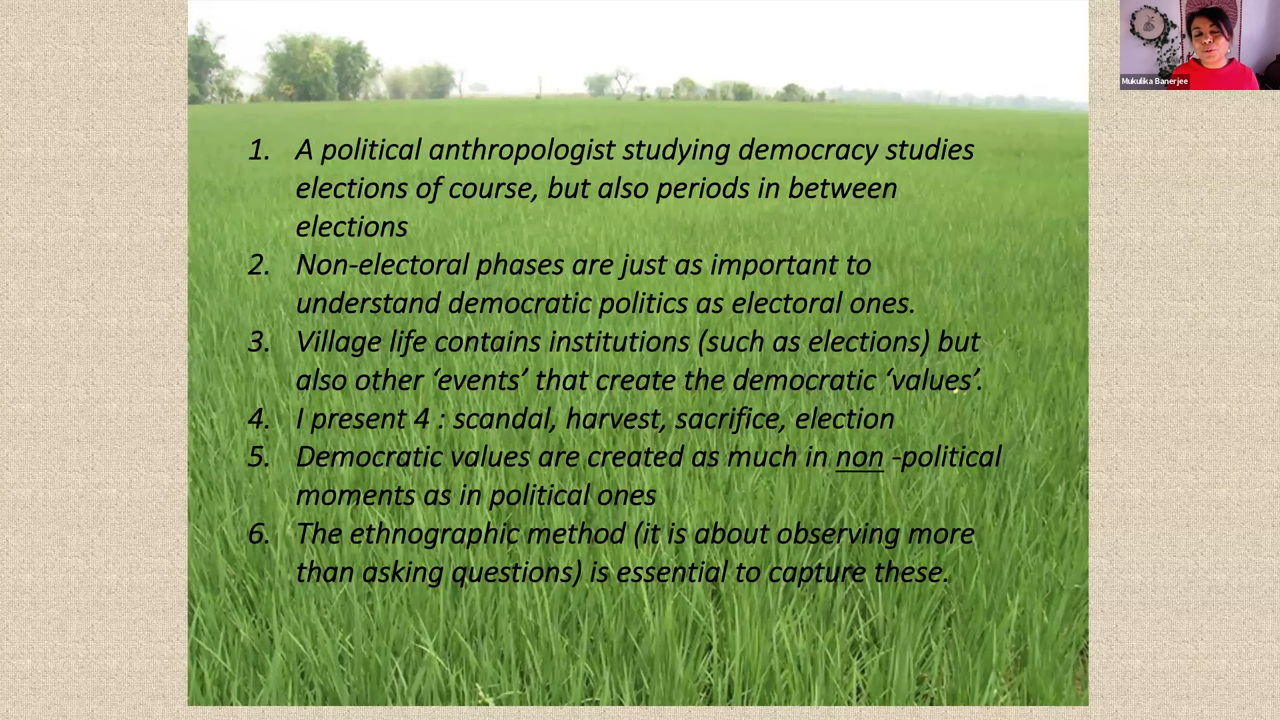 1. A political anthropologist studying democracy studies
elections of course, but also periods in between
elections
2. Non-electoral phases are just as important to
understand democratic politics as electoral ones.
3. Village life contains institutions (such as elections) but
also other ‘events’ that create the democratic ‘values’.
4. I present 4 : scandal, harvest, sacrifice, election
5. Democratic values are created as much in non -political
moments as in political ones
6. The ethnographic method (it is about observing more
than asking questions) is essential to capture these.
Mukulika Banerjee